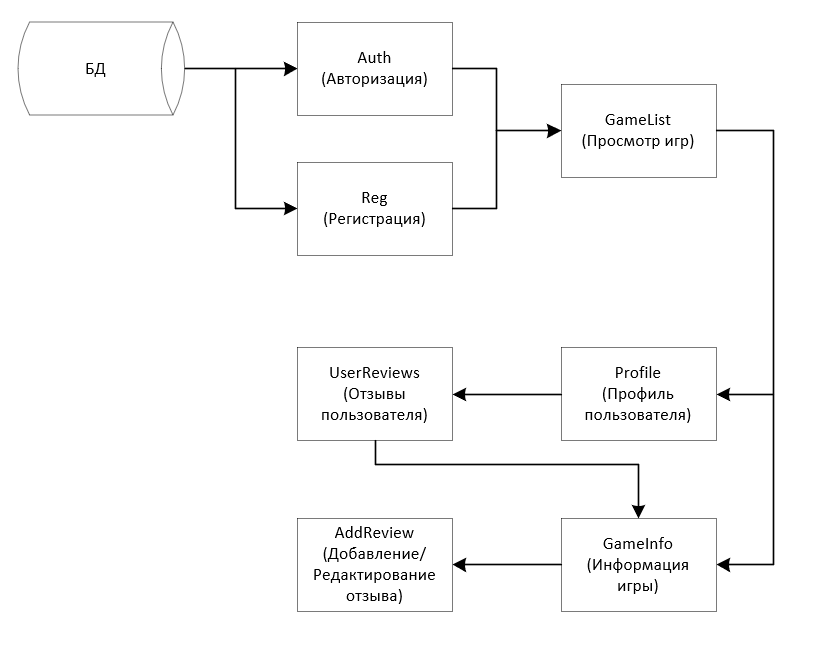 БД
Auth
(Авторизация)
GameList
(Просмотр игр)
Reg
(Регистрация)
UserReviews
(Отзывы
пользователя)
Profile
(Профиль
пользователя)
AddReview
(Добавление/
Редактирование
отзыва)
GameInfo
(Информация
игры)